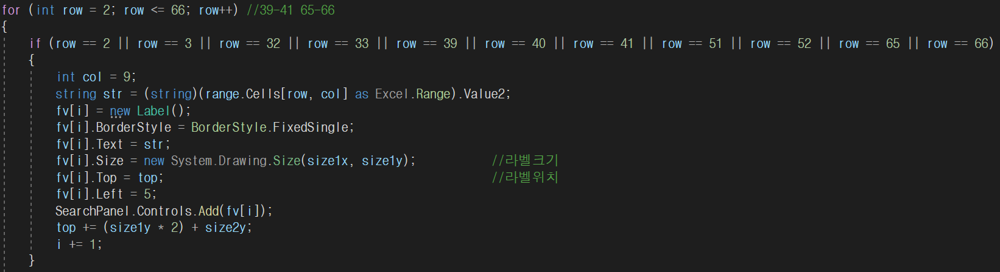 for (int row = 2; row <= 66; row++) //39-41 65-66
{
if (row == 2 || row == 3 || row == 32 || row == 33 || row == 39 || row == 40 || row == 41 || row == 51 || row == 52 || row == 65 || row == 66)
{
int col = 9;
string str = (string)(range.Cells[row, col] as Excel.Range).Value2;
fv[i] = new Label();
fv[i].BorderStyle = BorderStyle.FixedSingle;
fv[i].Text = str;
fv[i].Size = new System.Drawing.Size(size1x, size1y); //라벨크기
fv[i].Top = top; //라벨위치
fv[i].Left = 5;
SearchPanel.Controls.Add(fv[i]);
top += (size1y * 2) + size2y;
i += 1;
}